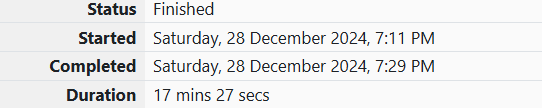 Status Finished
Started Saturday, 28 December 2024, 7:11 PM
Completed Saturday, 28 December 2024, 7:29 PM
Duration 17 mins 27 secs